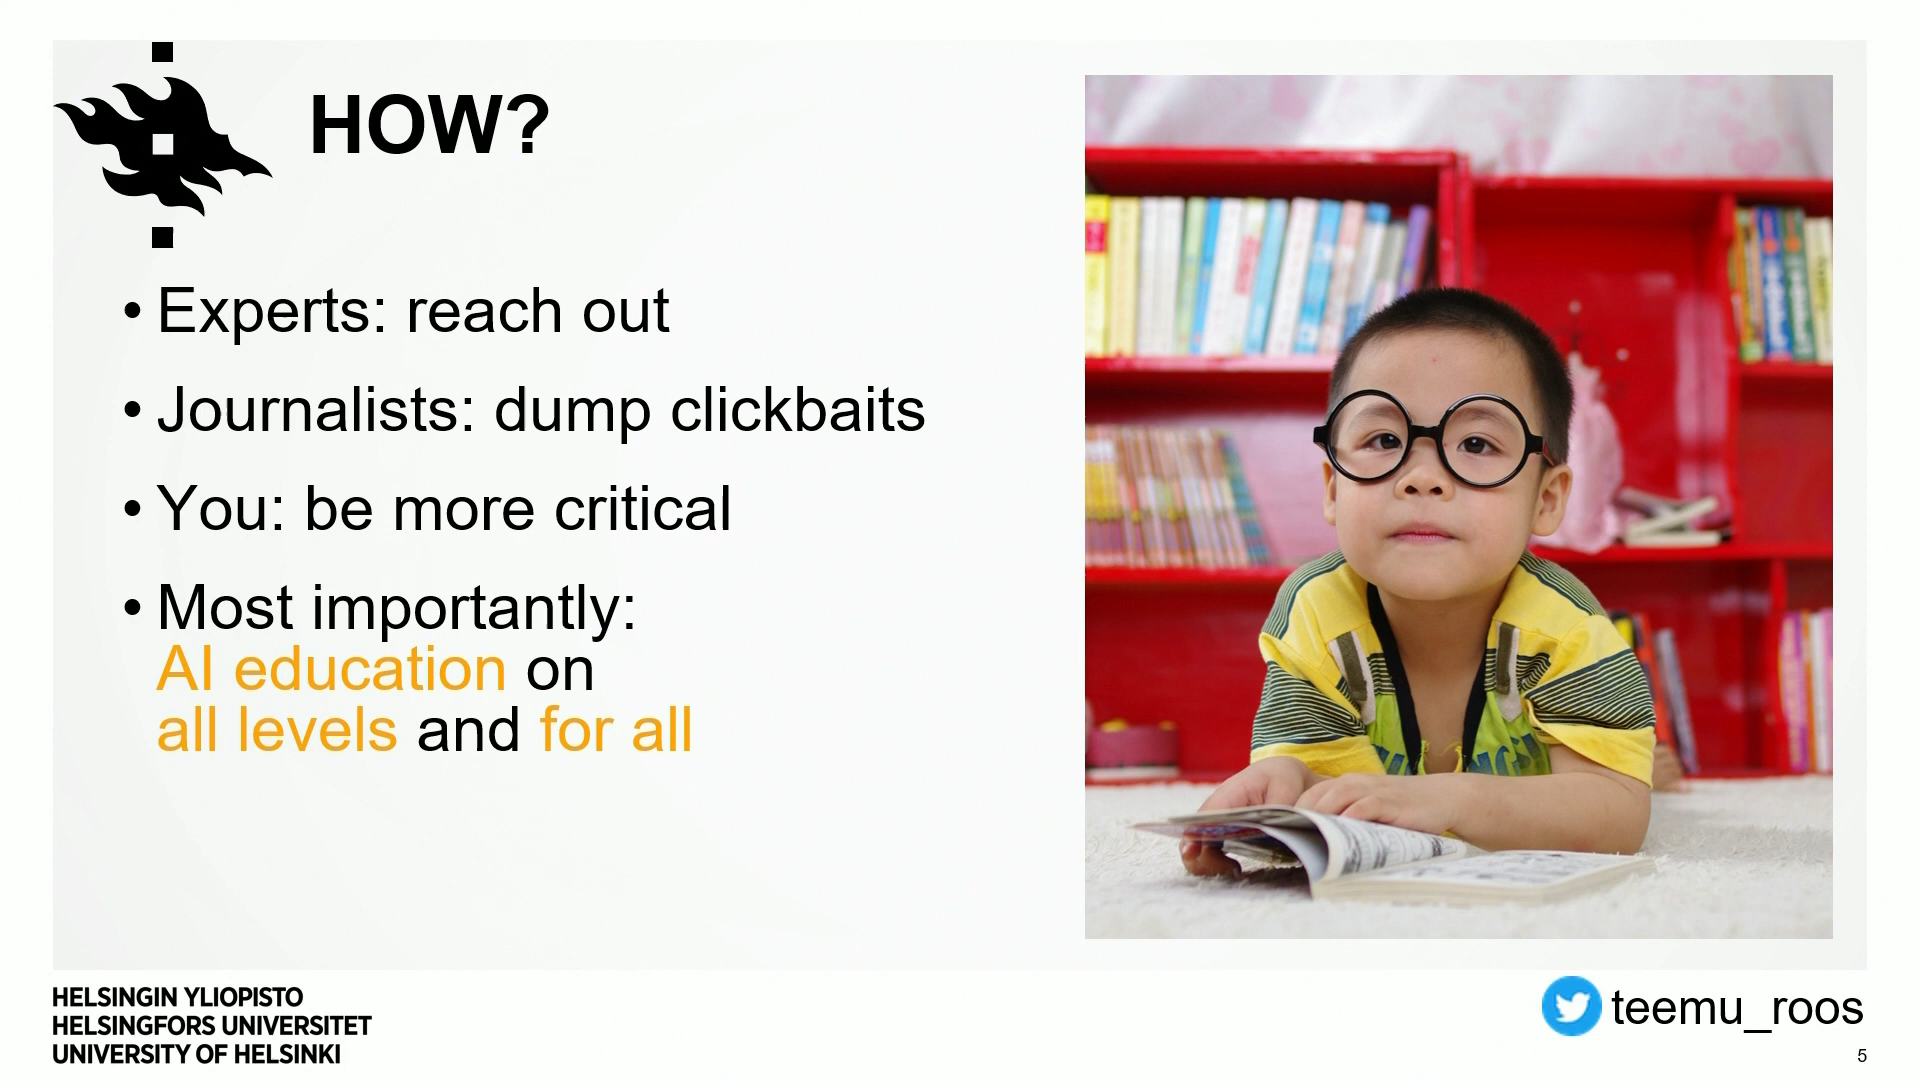 HOW?
• Experts: reach out
• Journalists: dump clickbaits
• You: be more critical
• Most importantly:
AI education on
all levels and for all
HELSINGIN YLIOPISTO
HELSINGFORS UNIVERSITET
UNIVERSITY OF HELSINKI
teemu_roos
5